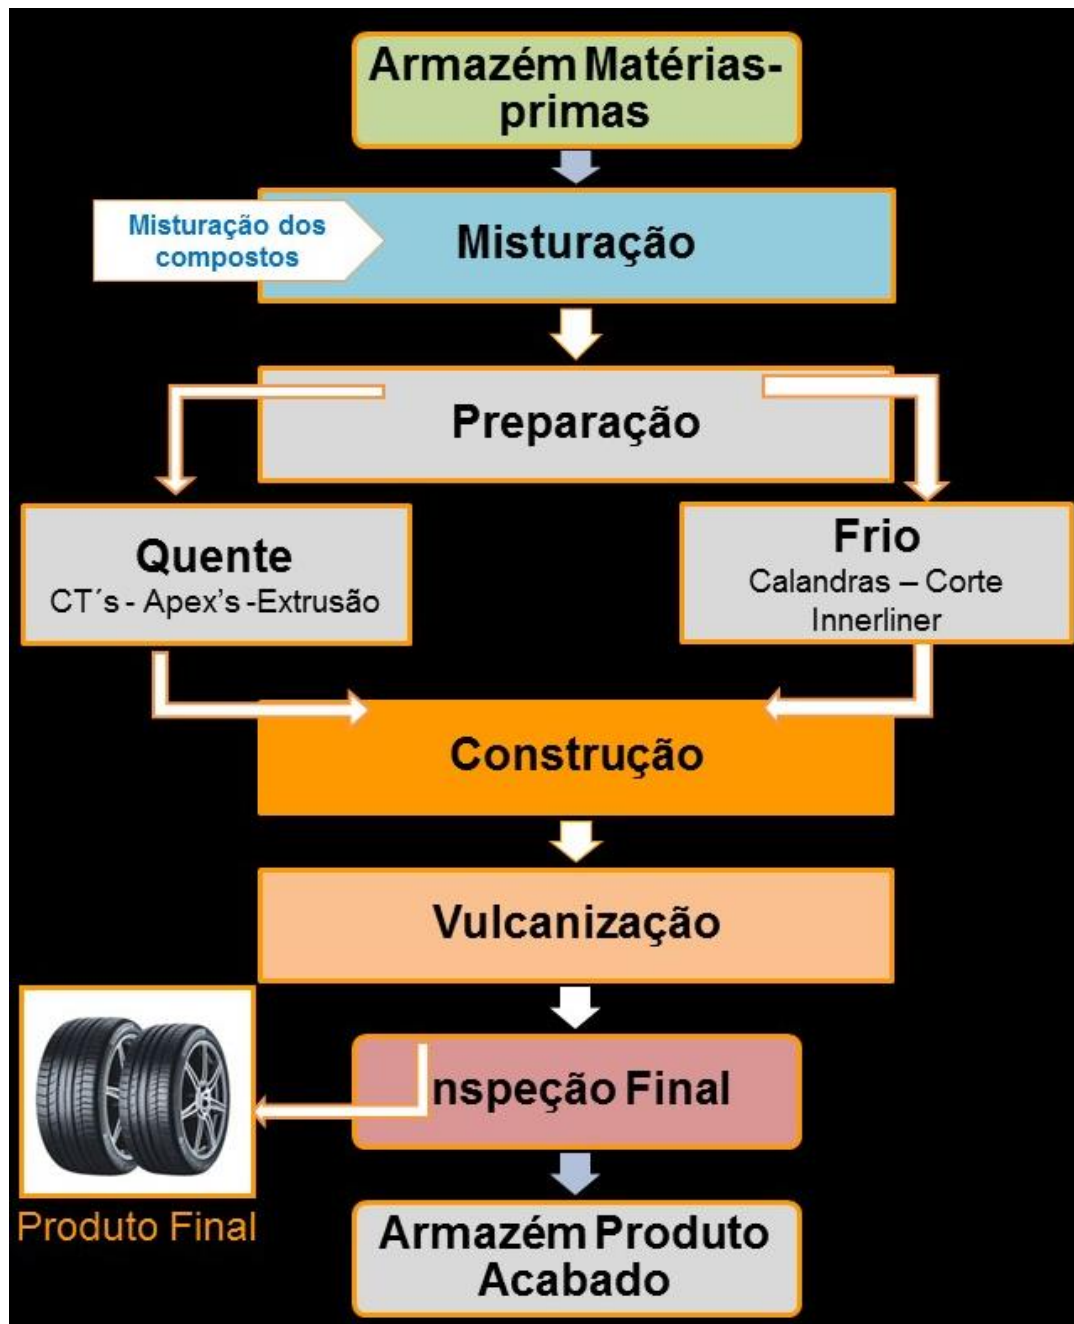 Armazém Matérias-
primas
Misturação dos
compostos
Misturação
Preparação
Quente
CT´s - Apex’s -Extrusão
Frio
Calandras – Corte
Innerliner
Construção
Vulcanização
nspeção Final
Produto Final
Armazém Produto
Acabado